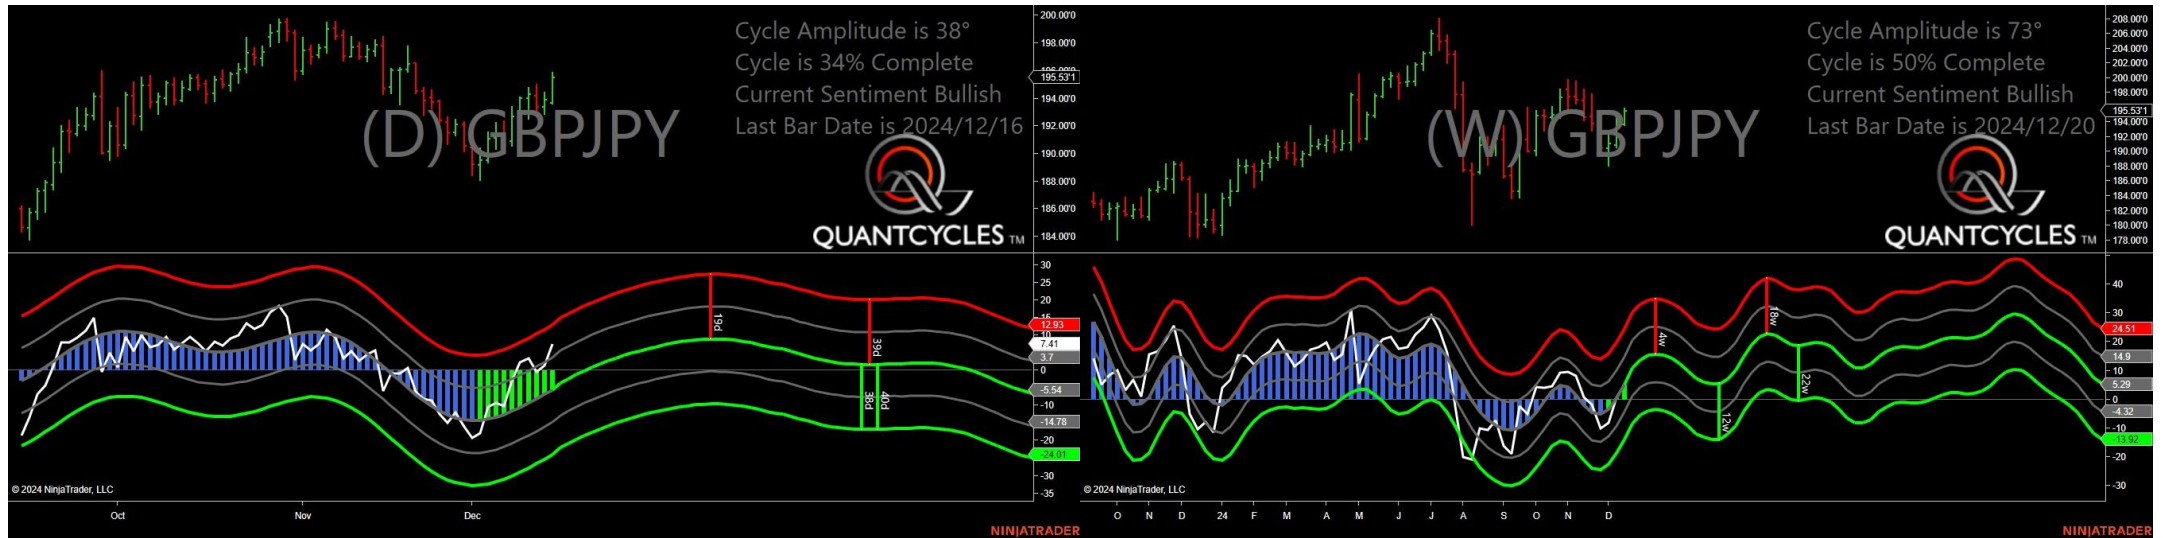 Cycle Amplitude is 38°
Cycle is 34% Complete
Current Sentiment Bullish
Last Bar Date is 2024/12/16
(D) GBPJPY
QUANTCYCLES TM
200.00'0
198.00'0
195.53'1
194.00'0
192.00'0
190.00'0
188.00'0
186.00'0
184.00'0
19d
39d
38d
40d
30
25
20
15
12.93
10
7.41
3.7
0
-5.54
-10
-14.78
-20
-24.01
-30
-35
© 2024 NinjaTrader, LLC
Oct Nov Dec
NINJATRADER
Cycle Amplitude is 73°
Cycle is 50% Complete
Current Sentiment Bullish
Last Bar Date is 2024/12/20
(W) GBPJPY
QUANTCYCLES TM
208.00'0
206.00'0
204.00'0
202.00'0
200.00'0
198.00'0
195.53'1
194.00'0
192.00'0
190.00'0
188.00'0
186.00'0
184.00'0
182.00'0
180.00'0
178.00'0
4w
18w
12w
22w
40
30
24.51
20
14.9
10
5.29
0
-4.32
-10
-13.92
-20
-30
© 2024 NinjaTrader, LLC
O N D 24 F M A M J J A S O N D
NINJATRADER